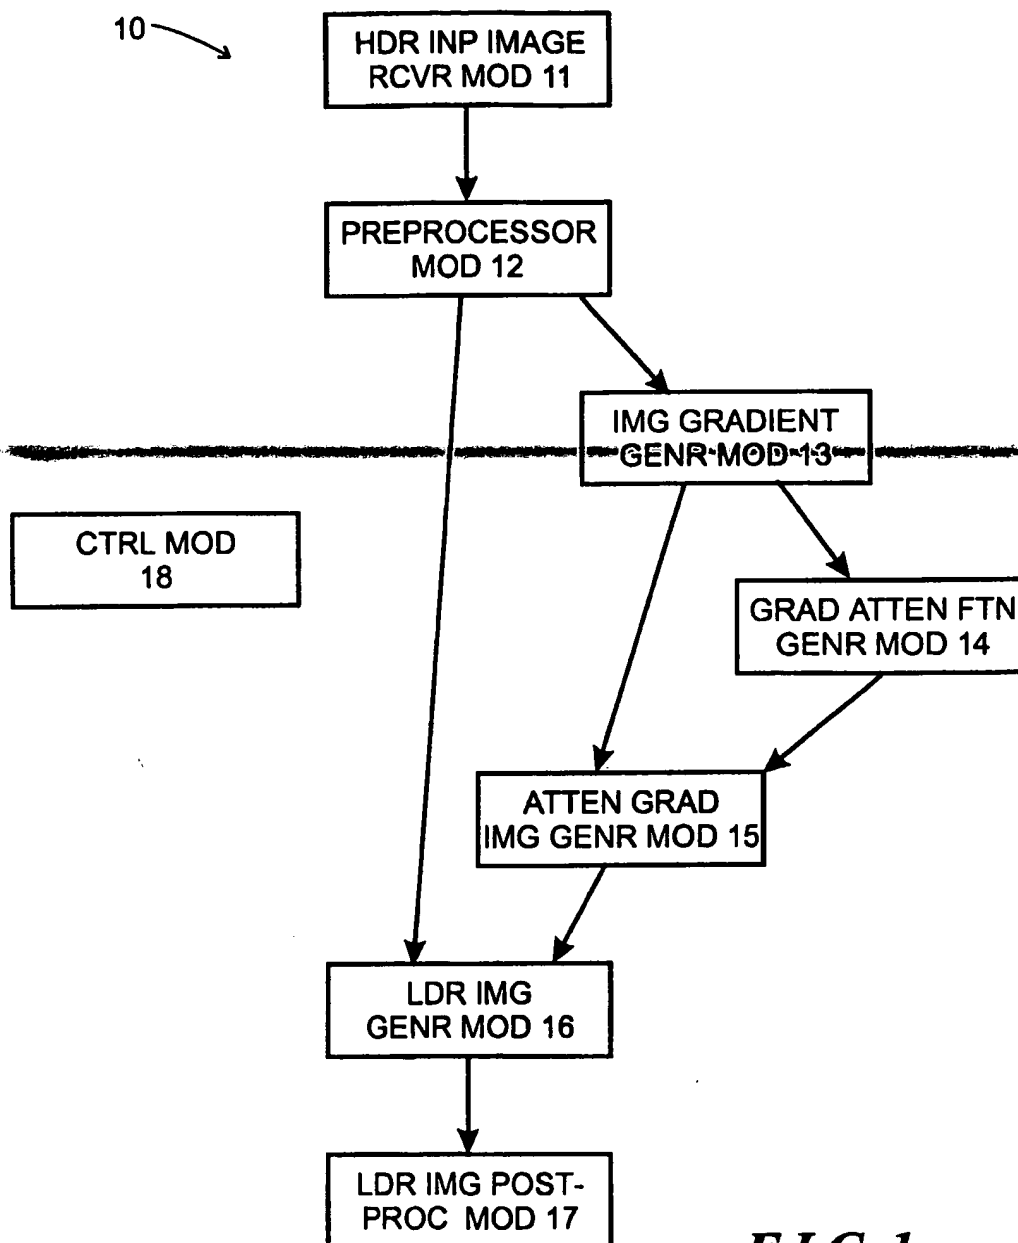 10
HDR INP IMAGE
RCVR MOD 11
PREPROCESSOR
MOD 12
IMG GRADIENT
GENR MOD 13
CTRL MOD
18
GRAD ATTEN FTN
GENR MOD 14
ATTEN GRAD
IMG GENR MOD 15
LDR IMG
GENR MOD 16
LDR IMG POST-
PROC MOD 17
FIG. 1